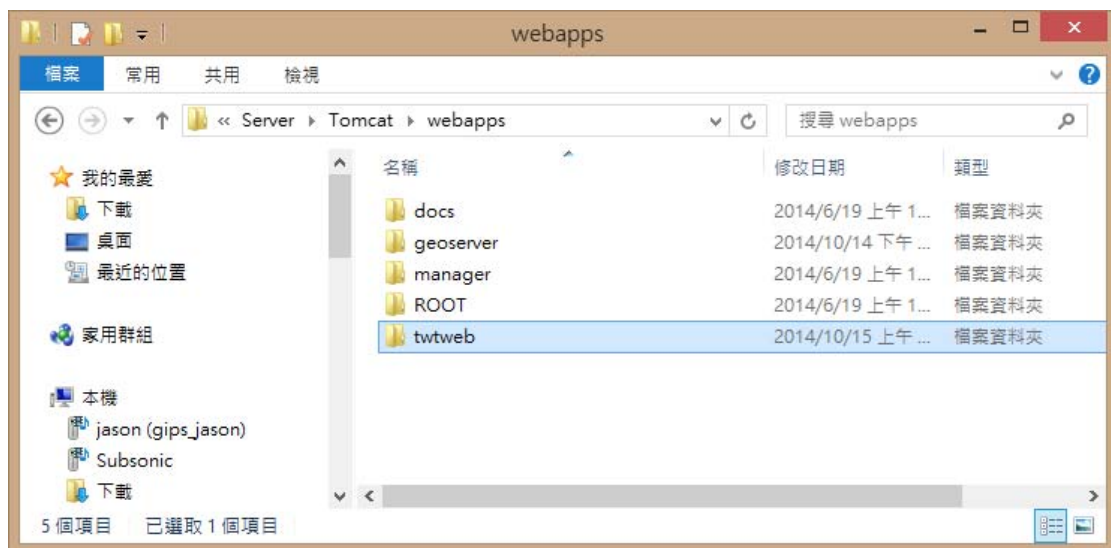 webapps
檔案 常用 共用 檢視
« Server Tomcat webapps 搜尋 webapps
我的最愛
下載
桌面
最近的位置
家用群組
本機
jason (gips_jason)
Subsonic
下載
名稱 修改日期 類型
docs 2014/6/19 上午 1... 檔案資料夾
geoserver 2014/10/14 下午 ... 檔案資料夾
manager 2014/6/19 上午 1... 檔案資料夾
ROOT 2014/6/19 上午 1... 檔案資料夾
twtweb 2014/10/15 上午 ... 檔案資料夾
5 個項目 已選取 1 個項目